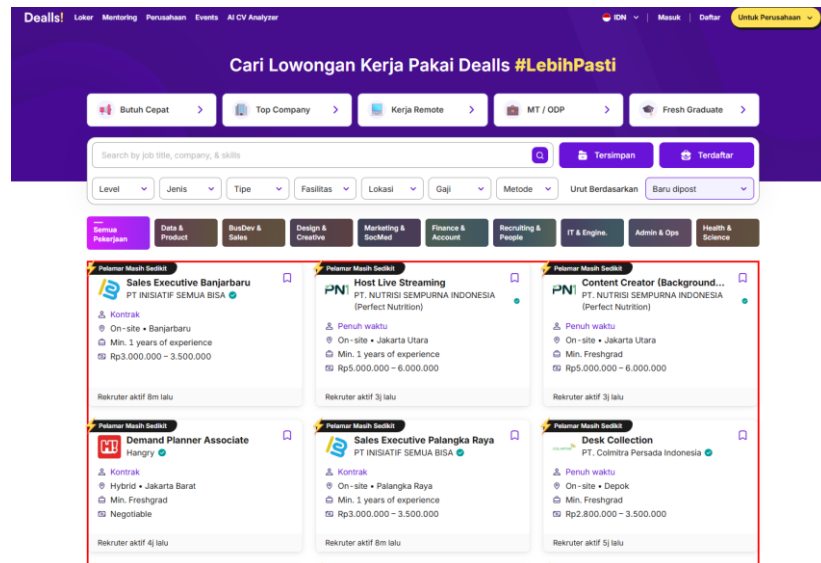 Dealls! Loker Mentoring Perusahaan Events AI CV Analyzer IDN Masuk Daftar Untuk Perusahaan
Cari Lowongan Kerja Pakai Dealls #LebihPasti
Butuh Cepat Top Company Kerja Remote MT / ODP Fresh Graduate
Search by job title, company, & skills Tersimpan Terdaftar
Level Jenis Tipe Fasilitas Lokasi Gaji Metode Urut Berdasarkan Baru dipost
Semua Pekerjaan
Data & Product
BusDev & Sales
Design & Creative
Marketing & SocMed
Finance & Account
Recruiting & People
IT & Engine.
Admin & Ops
Health & Science
Pelamar Masih Sedikit
Sales Executive Banjarbaru
PT INISIATIF SEMUA BISA
Kontrak
On-site • Banjarbaru
Min. 1 years of experience
Rp3.000.000 – 3.500.000
Rekruter aktif 8m lalu
Pelamar Masih Sedikit
PN1
Host Live Streaming
PT. NUTRISI SEMPURNA INDONESIA
(Perfect Nutrition)
Penuh waktu
On-site • Jakarta Utara
Min. 1 years of experience
Rp5.000.000 – 6.000.000
Rekruter aktif 3j lalu
Pelamar Masih Sedikit
PN1
Content Creator (Background...
PT. NUTRISI SEMPURNA INDONESIA
(Perfect Nutrition)
Penuh waktu
On-site • Jakarta Utara
Min. Freshgrad
Rp5.000.000 – 6.000.000
Rekruter aktif 3j lalu
Pelamar Masih Sedikit
Demand Planner Associate
Hangry
Kontrak
Hybrid • Jakarta Barat
Min. Freshgrad
Negotiable
Rekruter aktif 4j lalu
Pelamar Masih Sedikit
Sales Executive Palangka Raya
PT INISIATIF SEMUA BISA
Kontrak
On-site • Palangka Raya
Min. 1 years of experience
Rp3.000.000 – 3.500.000
Rekruter aktif 8m lalu
Pelamar Masih Sedikit
Desk Collection
PT. Colmitra Persada Indonesia
Penuh waktu
On-site • Depok
Min. Freshgrad
Rp2.800.000 – 3.500.000
Rekruter aktif 5j lalu